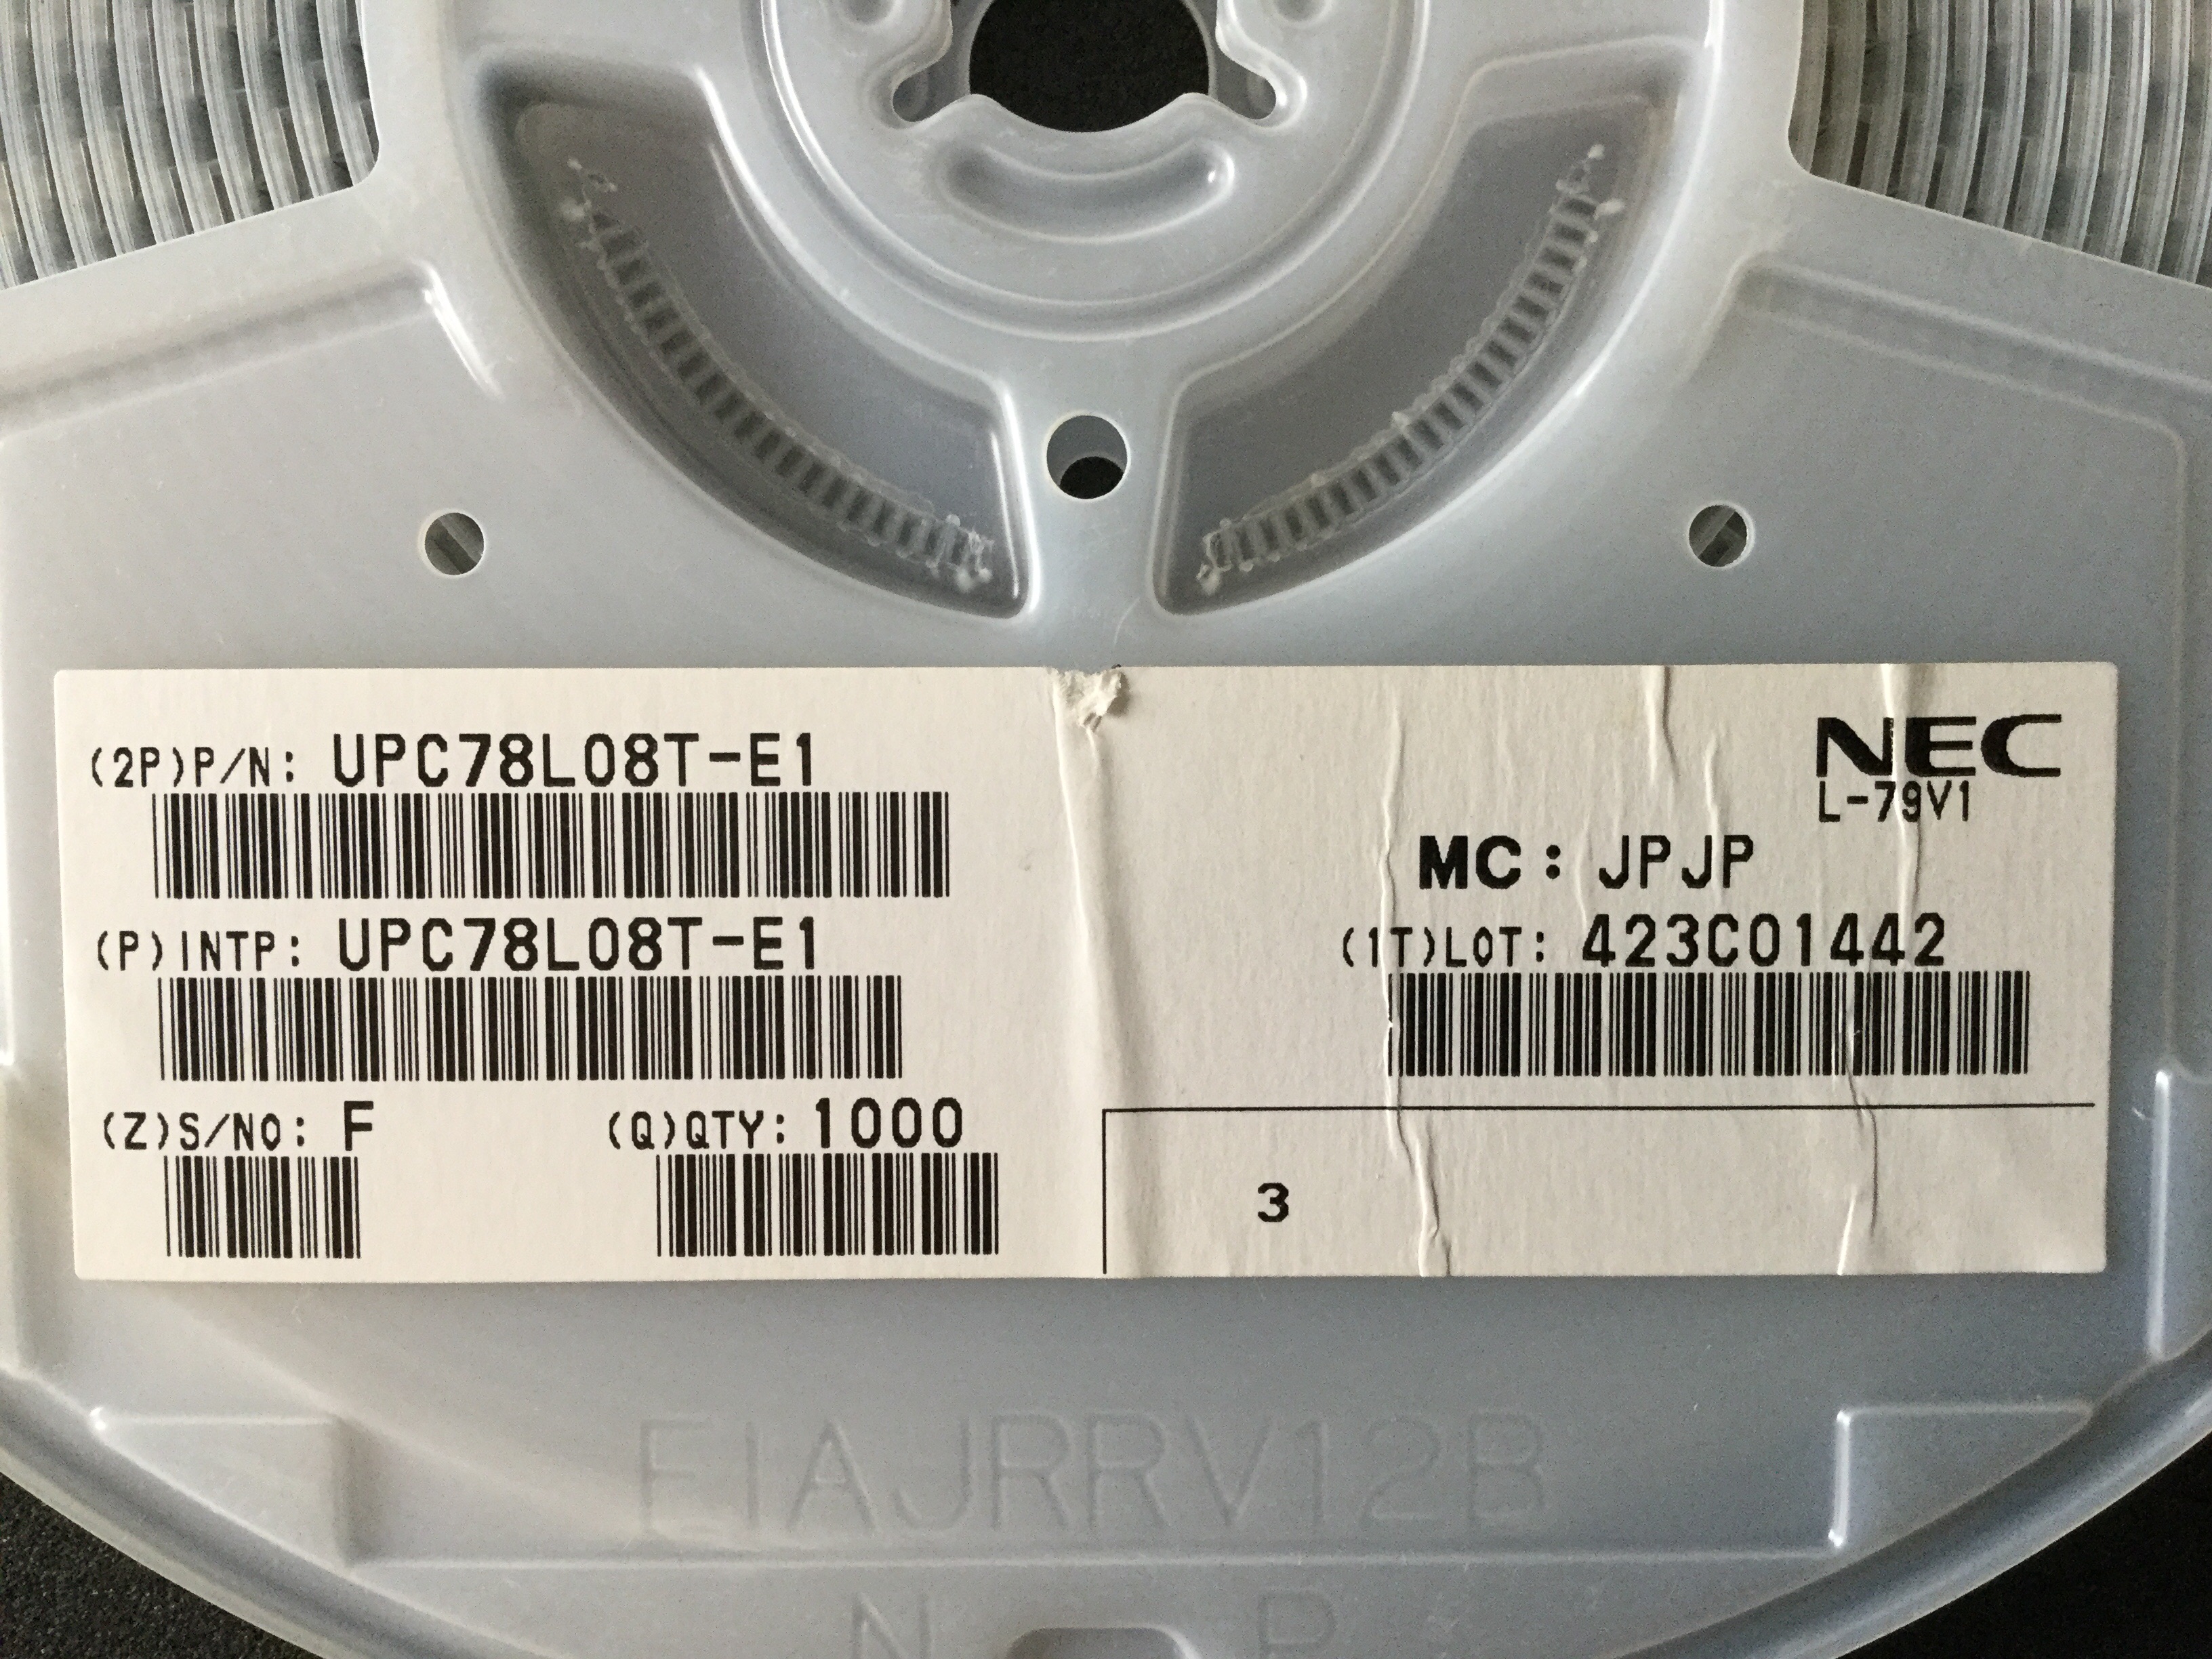 (2P)P/N: UPC78L08T-E1
(P)INTP: UPC78L08T-E1
(Z)S/NO: F (Q)QTY: 1000
NEC
L-79V1
MC: JPJP
(1T)LOT: 423C01442
3
EIAJRRV12B
N P